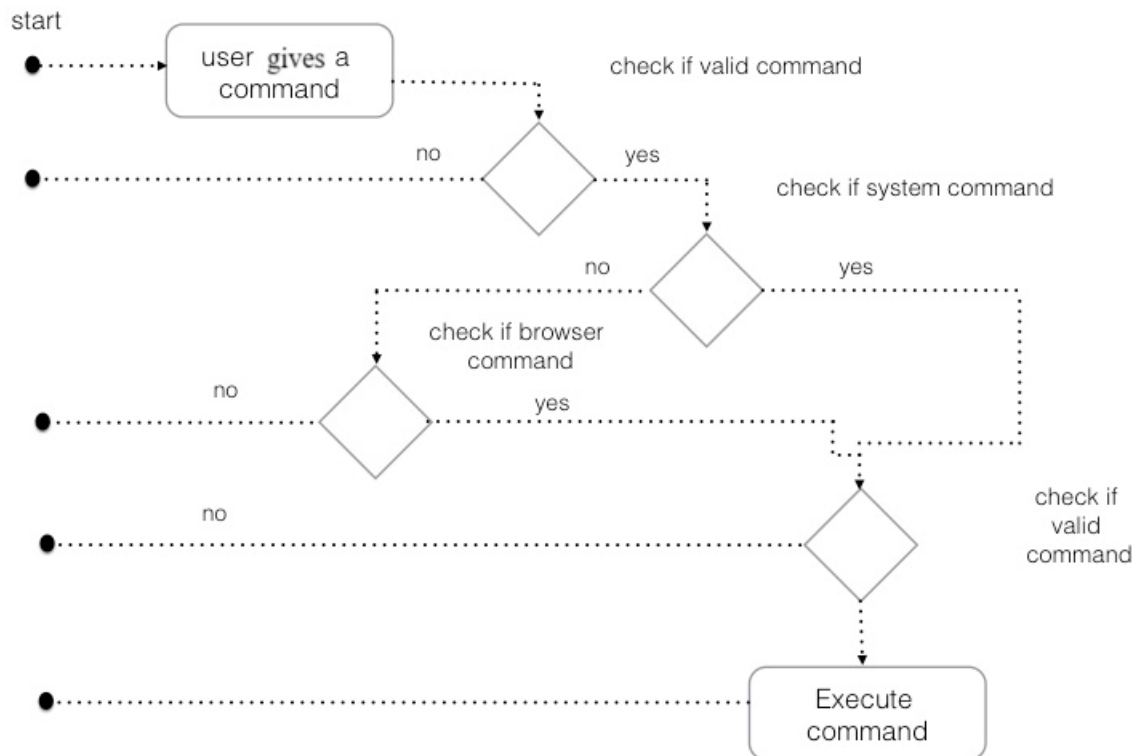 start
user gives a
command
check if valid command
no
yes
check if system command
no
yes
check if browser
command
no
yes
no
check if
valid
command
Execute
command